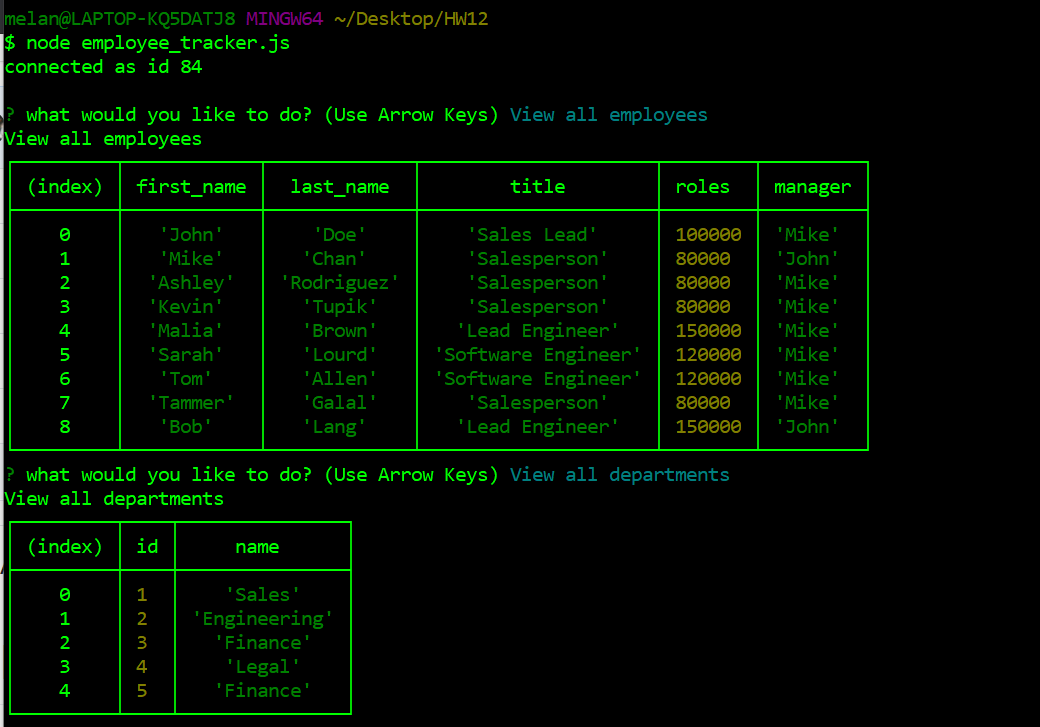 melan@LAPTOP-KQ5DATJ8 MINGW64 ~/Desktop/HW12
$ node employee_tracker.js
connected as id 84
? what would you like to do? (Use Arrow Keys) View all employees
View all employees
(index) first_name last_name title roles manager
0 'John' 'Doe' 'Sales Lead' 100000 'Mike'
1 'Mike' 'Chan' 'Salesperson' 80000 'John'
2 'Ashley' 'Rodriguez' 'Salesperson' 80000 'Mike'
3 'Kevin' 'Tupik' 'Salesperson' 80000 'Mike'
4 'Malia' 'Brown' 'Lead Engineer' 150000 'Mike'
5 'Sarah' 'Lourd' 'Software Engineer' 120000 'Mike'
6 'Tom' 'Allen' 'Software Engineer' 120000 'Mike'
7 'Tammer' 'Galal' 'Salesperson' 80000 'Mike'
8 'Bob' 'Lang' 'Lead Engineer' 150000 'John'
? what would you like to do? (Use Arrow Keys) View all departments
View all departments
(index) id name
0 1 'Sales'
1 2 'Engineering'
2 3 'Finance'
3 4 'Legal'
4 5 'Finance'